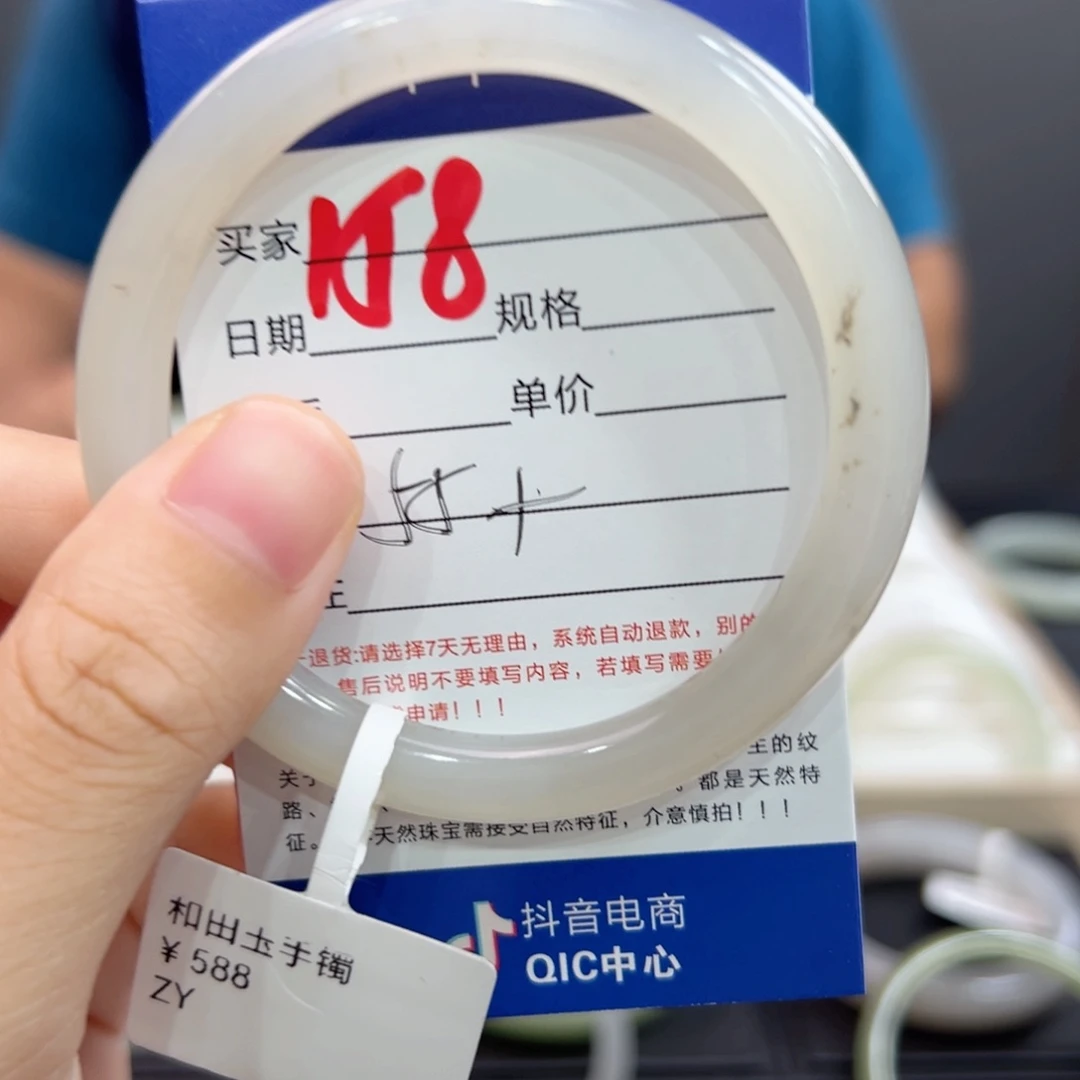 买家
日期 规格
单价
退货:请选择7天无理由，系统自动退款，别的
售后说明不要填写内容，若填写需要
申请！！！
的纹
关于 都是天然特
路、
征。 天然珠宝需接受自然特征，介意慎拍！！！
抖音电商
QIC中心
和田玉手镯
¥588
ZY